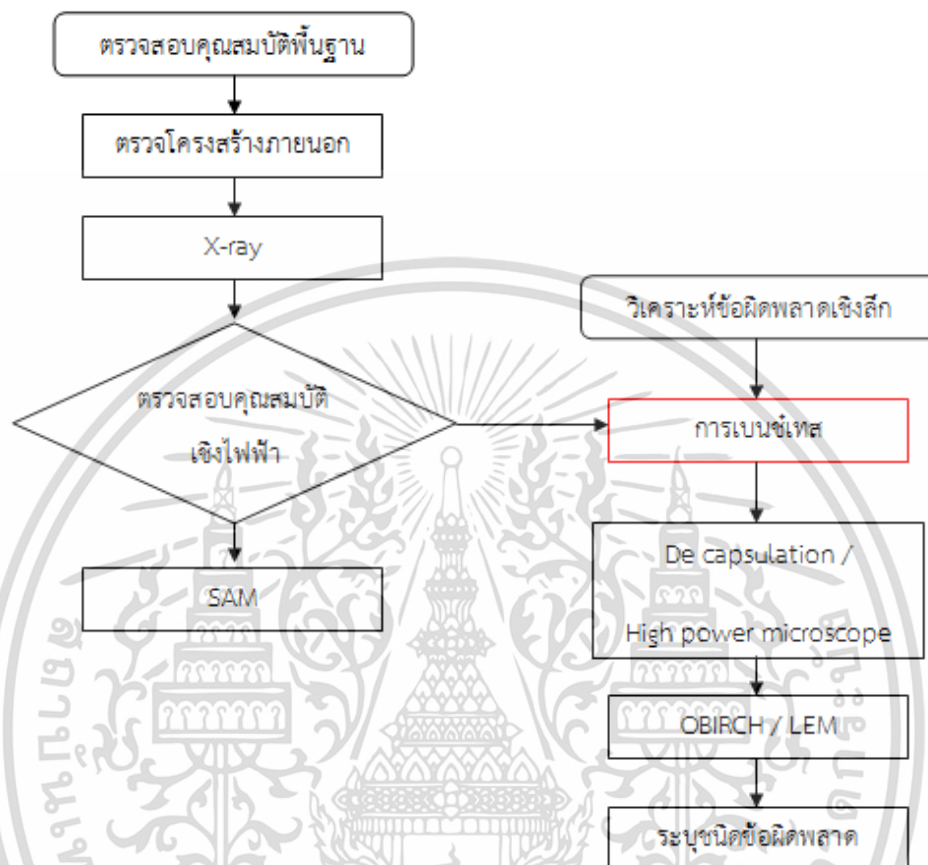 ตรวจสอบคุณสมบัติพื้นฐาน
ตรวจโครงสร้างภายนอก
X-ray
ตรวจสอบคุณสมบัติ
เชิงไฟฟ้า
SAM
วิเคราะห์ข้อผิดพลาดเชิงลึก
การเบนช์เทส
De capsulation /
High power microscope
OBIRCH / LEM
ระบุชนิดข้อผิดพลาด